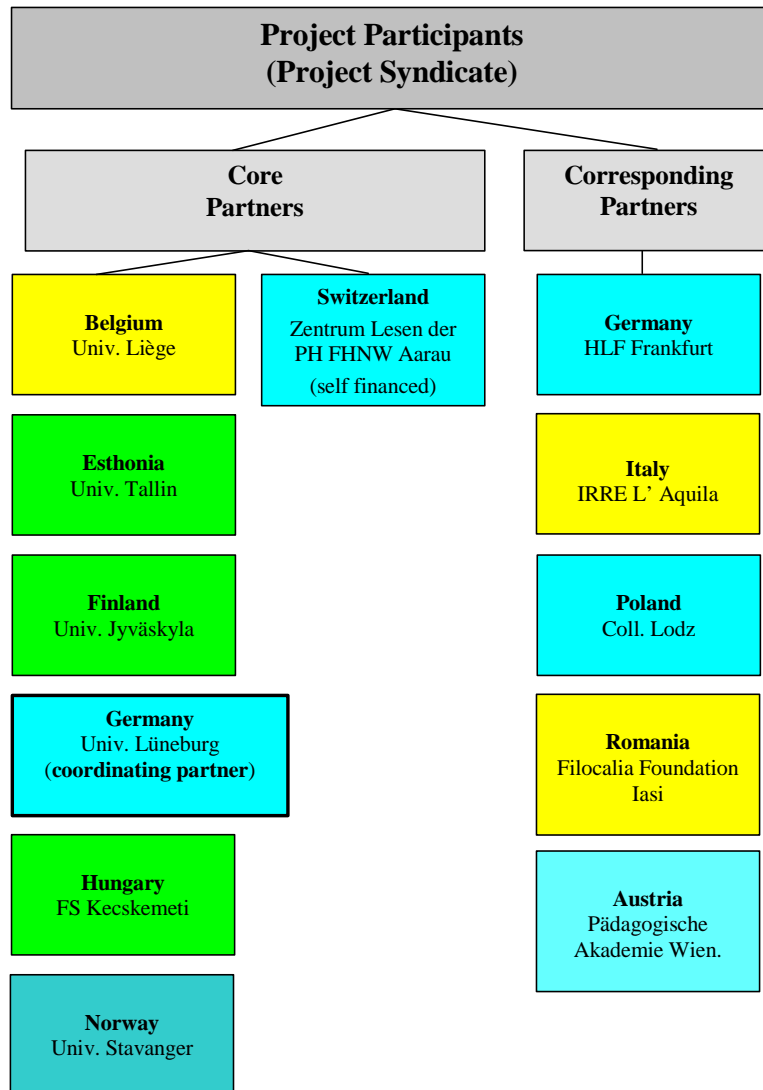 Project Participants
(Project Syndicate)
Core
Partners
Corresponding
Partners
Belgium
Univ. Liège
Switzerland
Zentrum Lesen der
PH FHNW Aarau
(self financed)
Germany
HLF Frankfurt
Esthonia
Univ. Tallin
Italy
IRRE L’ Aquila
Finland
Univ. Jyväskyla
Poland
Coll. Lodz
Germany
Univ. Lüneburg
(coordinating partner)
Romania
Filocalia Foundation
Iasi
Hungary
FS Kecskemeti
Austria
Pädagogische
Akademie Wien.
Norway
Univ. Stavanger